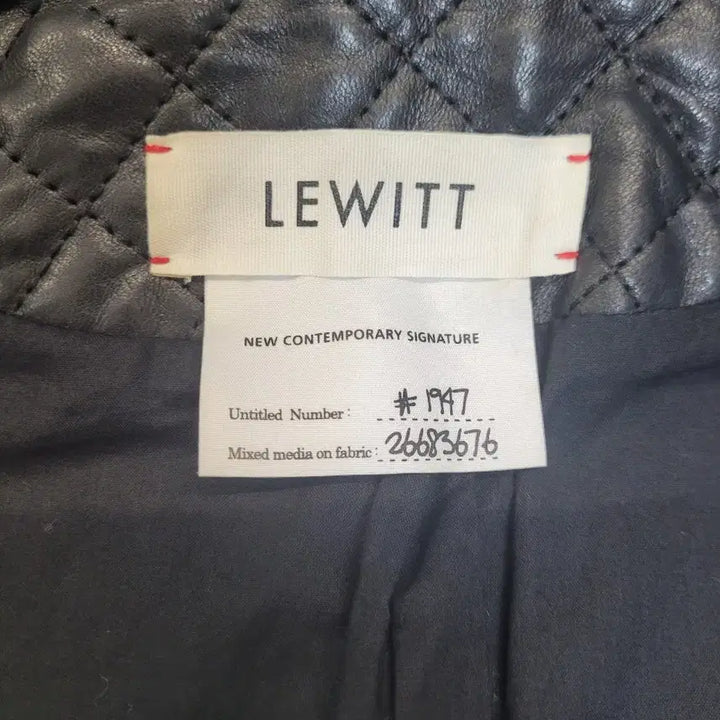 LEWITT
NEW CONTEMPORARY SIGNATURE
Untitled Number: #1947
Mixed media on fabric: 26683676